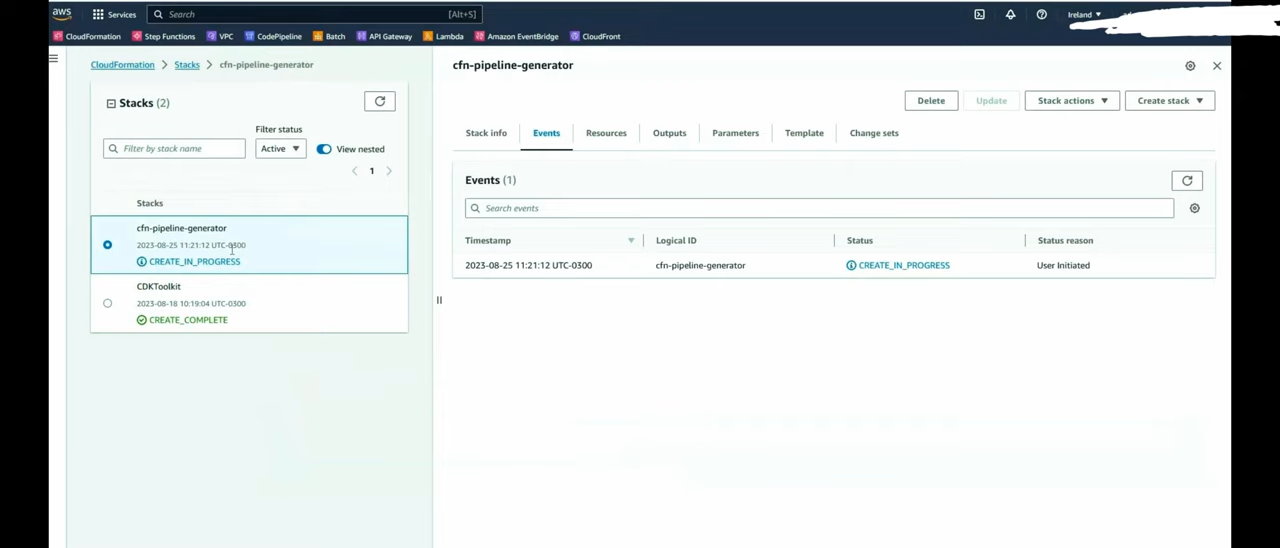 aws Services Search [Alt+S] Ireland
CloudFormation Step Functions VPC CodePipeline Batch API Gateway Lambda Amazon EventBridge CloudFront
CloudFormation > Stacks > cfn-pipeline-generator
Stacks (2)
Filter status
Filter by stack name Active View nested
1
Stacks
cfn-pipeline-generator
2023-08-25 11:21:12 UTC-0300
CREATE_IN_PROGRESS
CDKToolkit
2023-08-18 10:19:04 UTC-0300
CREATE_COMPLETE
cfn-pipeline-generator
Delete Update Stack actions Create stack
Stack info Events Resources Outputs Parameters Template Change sets
Events (1)
Search events
Timestamp Logical ID Status Status reason
2023-08-25 11:21:12 UTC-0300 cfn-pipeline-generator CREATE_IN_PROGRESS User Initiated